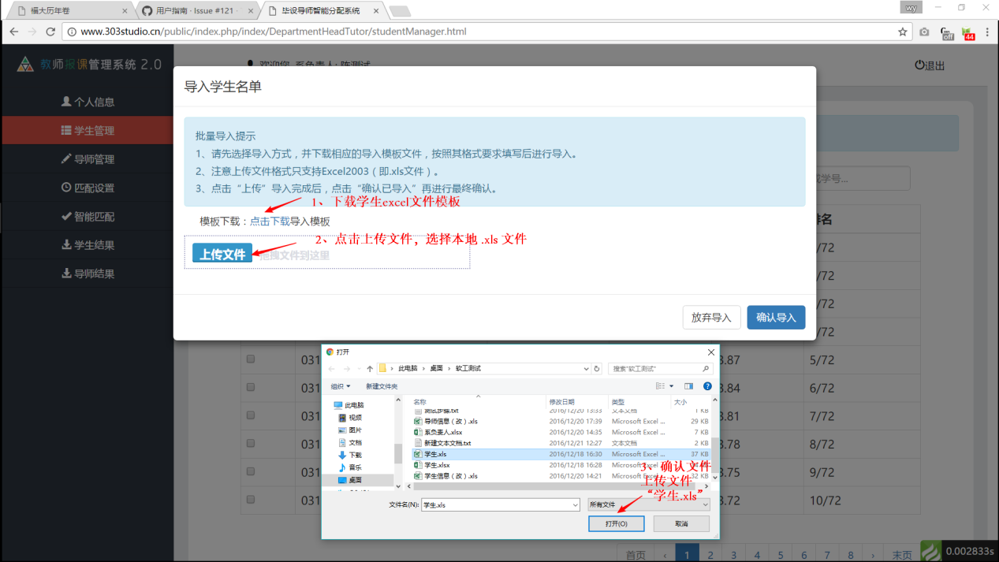 福大历年卷
用户指南 · Issue #121 ·
毕设导师智能分配系统
wy
www.303studio.cn/public/index.php/index/DepartmentHeadTutor/studentManager.html
off
44
教师报课管理系统 2.0
欢迎您, 系负责人: 陈测试
退出
个人信息
学生管理
导师管理
匹配设置
智能匹配
学生结果
导师结果
导入学生名单
批量导入提示
1、请先选择导入方式，并下载相应的导入模板文件，按照其格式要求填写后进行导入。
2、注意上传文件格式只支持Excel2003（即.xls文件）。
3、点击“上传”导入完成后，点击“确认已导入”再进行最终确认。
1、下载学生excel文件模板
模板下载：点击下载导入模板
2、点击上传文件，选择本地 .xls 文件
上传文件
拖拽文件到这里
放弃导入
确认导入
学号...
排名
/72
/72
/72
/72
031 3.87 5/72
031 3.84 6/72
031 3.81 7/72
031 3.78 8/72
031 3.75 9/72
031 3.72 10/72
打开
此电脑 › 桌面 › 软工测试
搜索"软工测试"
组织
新建文件夹
此电脑
视频
图片
文档
下载
音乐
桌面
名称 修改日期 类型 大小
测试步骤.txt 2016/12/20 13:33 文本文档 1 KB
导师信息（改）.xls 2016/12/20 17:39 Microsoft Excel ... 29 KB
系负责人.xlsx 2016/12/20 14:35 Microsoft Excel ... 7 KB
新建文本文档.txt 2016/12/21 12:27 文本文档 2 KB
学生.xls 2016/12/18 16:30 Microsoft Excel ... 37 KB
学生.xlsx 2016/12/18 16:28 Microsoft Excel
学生信息（改）.xls 2016/12/20 14:21 Microsoft Excel ... 32 KB
3、确认文件
上传文件
“学生.xls”
文件名(N): 学生.xls
所有文件
打开(O)
取消
首页 ‹ 1 2 3 4 5 6 7 8 › 末页
0.002833s